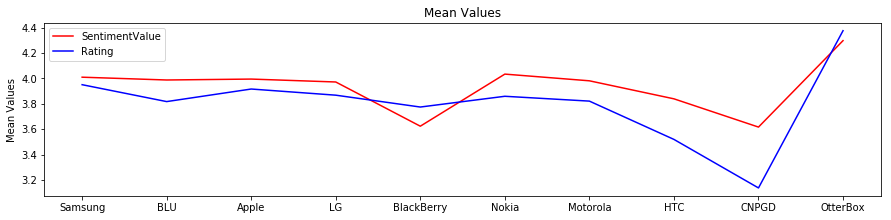 Mean Values
SentimentValue
Rating
Mean Values
4.4
4.2
4.0
3.8
3.6
3.4
3.2
Samsung BLU Apple LG BlackBerry Nokia Motorola HTC CNPGD OtterBox